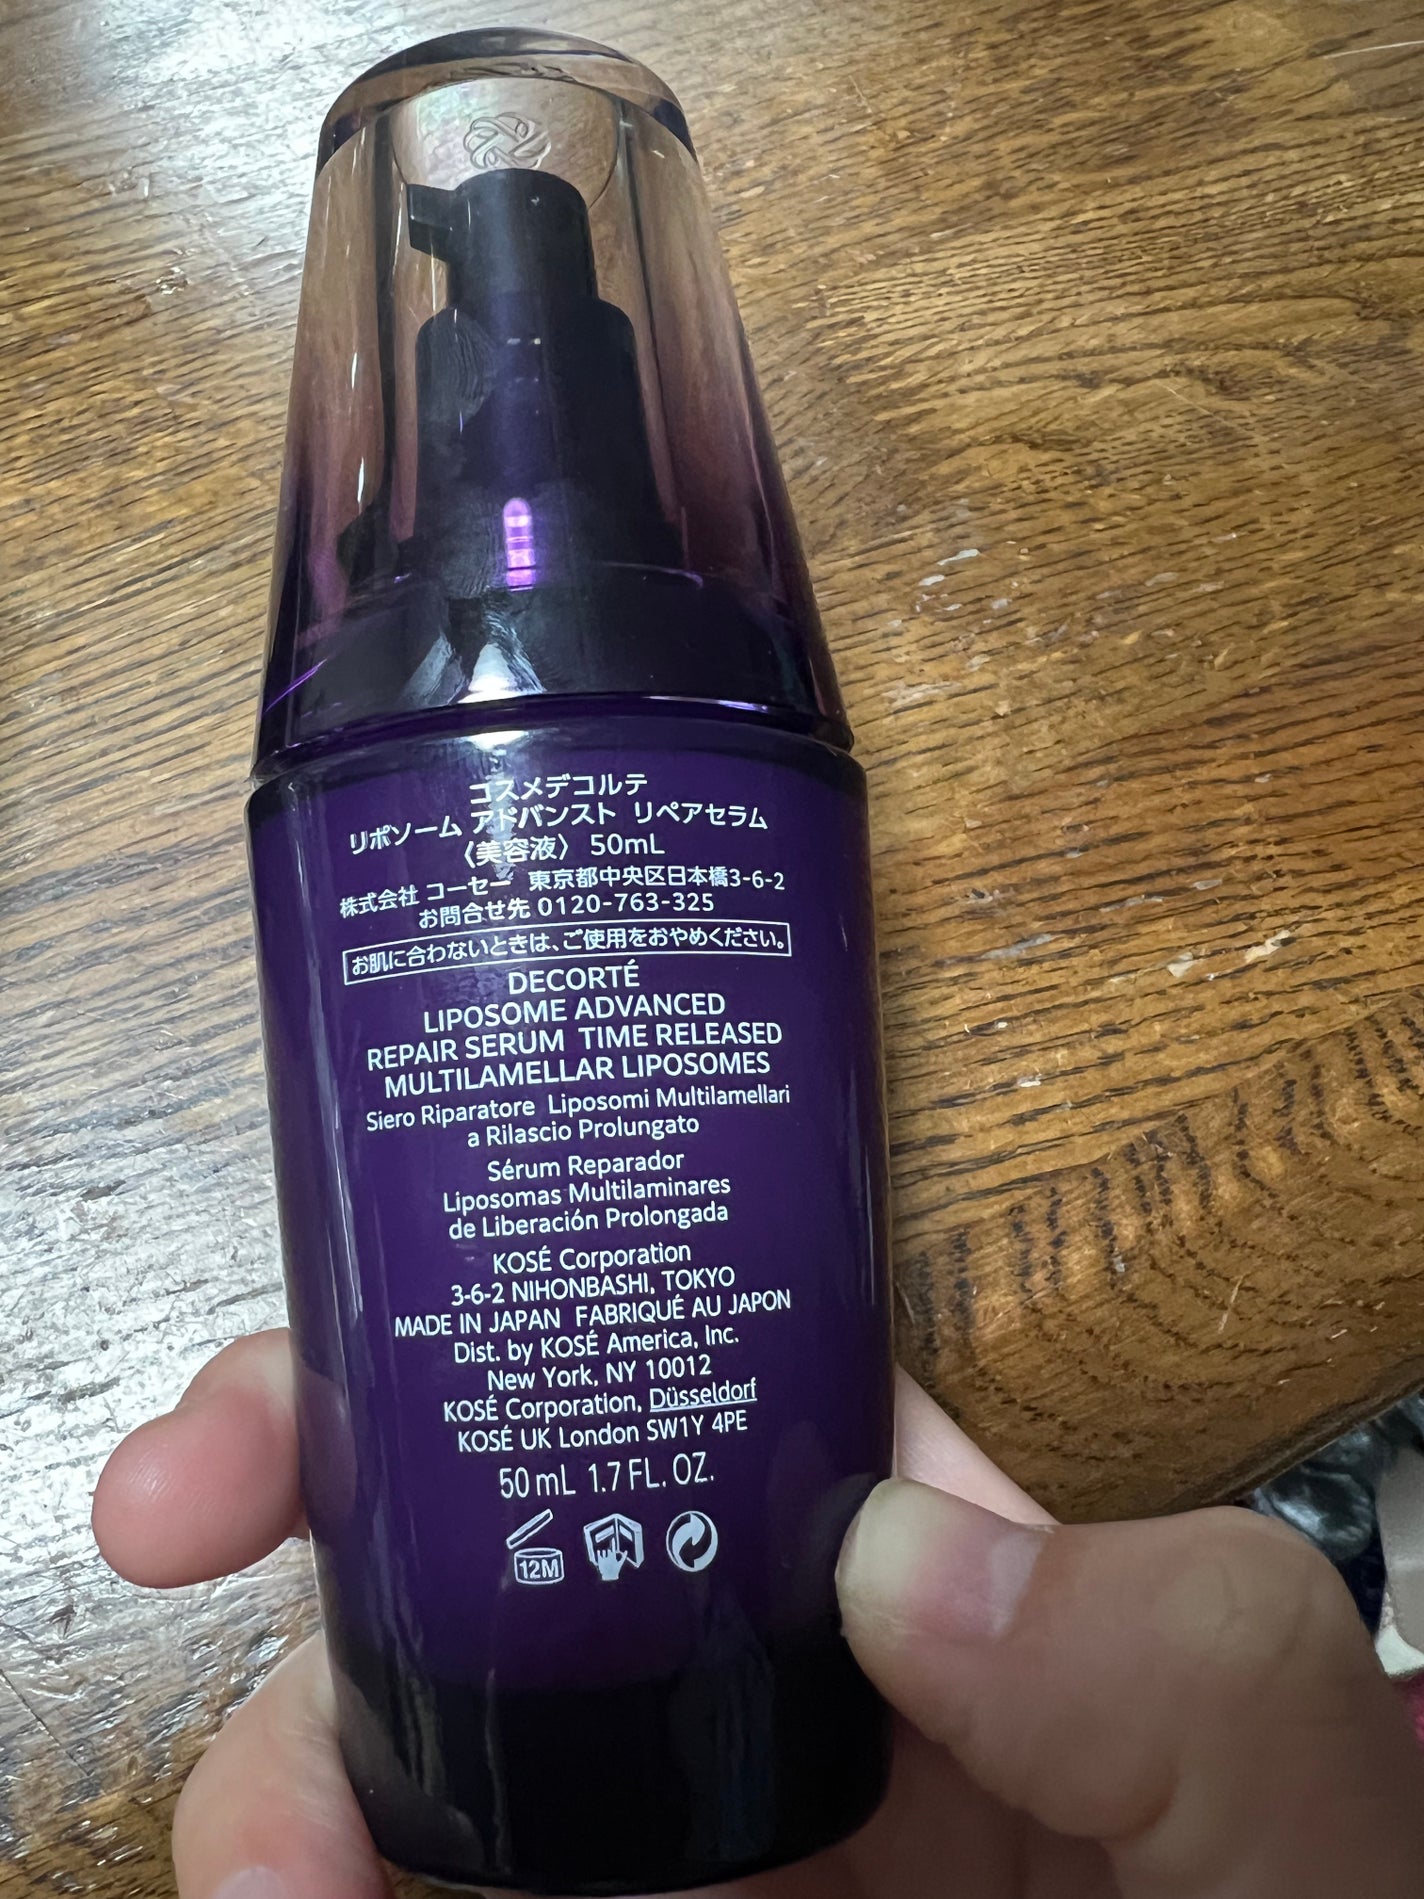 コスメデコルテ
リポソーム アドバンスト リペアセラム
〈美容液〉 50mL
株式会社 コーセー 東京都中央区日本橋3-6-2
お問合せ先 0120-763-325
お肌に合わないときは、ご使用をおやめください。
DECORTÉ
LIPOSOME ADVANCED
REPAIR SERUM TIME RELEASED
MULTILAMELLAR LIPOSOMES
Siero Riparatore Liposomi Multilamellari
a Rilascio Prolungato
Sérum Reparador
Liposomas Multilaminares
de Liberación Prolongada
KOSÉ Corporation
3-6-2 NIHONBASHI, TOKYO
MADE IN JAPAN FABRIQUÉ AU JAPON
Dist. by KOSÉ America, Inc.
New York, NY 10012
KOSÉ Corporation, Düsseldorf
KOSÉ UK London SW1Y 4PE
50 mL 1.7 FL. OZ.
12M